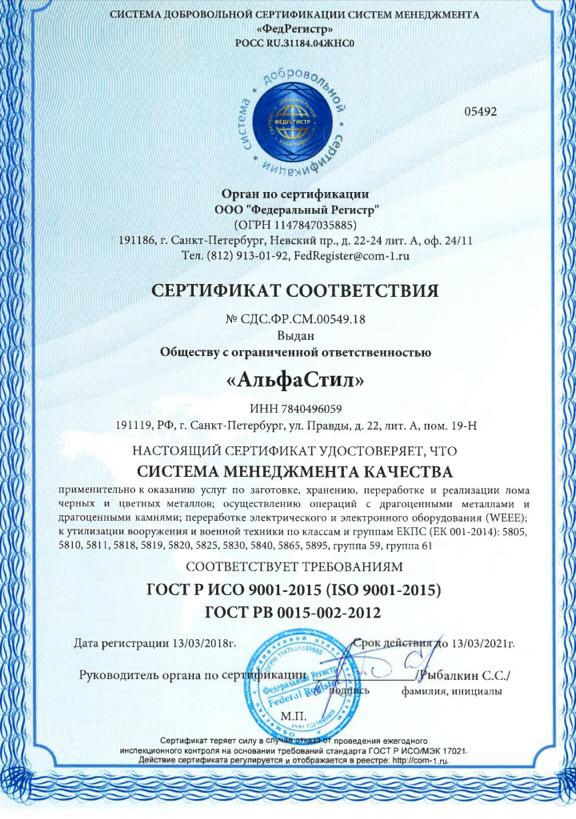 СИСТЕМА ДОБРОВОЛЬНОЙ СЕРТИФИКАЦИИ СИСТЕМ МЕНЕДЖМЕНТА
«ФедРегистр»
РОСС RU.31184.04ЖНС0
система • добровольной • сертификации
ФЕДРЕГИСТР
05492
Орган по сертификации
ООО "Федеральный Регистр"
(ОГРН 1147847035885)
191186, г. Санкт-Петербург, Невский пр., д. 22-24 лит. А, оф. 24/11
Тел. (812) 913-01-92, FedRegister@com-1.ru
СЕРТИФИКАТ СООТВЕТСТВИЯ
№ СДС.ФР.СМ.00549.18
Выдан
Обществу с ограниченной ответственностью
«АльфаСтил»
ИНН 7840496059
191119, РФ, г. Санкт-Петербург, ул. Правды, д. 22, лит. А, пом. 19-Н
НАСТОЯЩИЙ СЕРТИФИКАТ УДОСТОВЕРЯЕТ, ЧТО
СИСТЕМА МЕНЕДЖМЕНТА КАЧЕСТВА
применительно к оказанию услуг по заготовке, хранению, переработке и реализации лома
черных и цветных металлов; осуществлению операций с драгоценными металлами и
драгоценными камнями; переработке электрического и электронного оборудования (WEEE);
к утилизации вооружения и военной техники по классам и группам ЕКПС (ЕК 001-2014): 5805,
5810, 5811, 5818, 5819, 5820, 5825, 5830, 5840, 5865, 5895, группа 59, группа 61
СООТВЕТСТВУЕТ ТРЕБОВАНИЯМ
ГОСТ Р ИСО 9001-2015 (ISO 9001-2015)
ГОСТ РВ 0015-002-2012
Дата регистрации 13/03/2018г. Срок действия до 13/03/2021г.
Руководитель органа по сертификации /Рыбалкин С.С./
подпись фамилия, инициалы
ОГРН 1147847035885
Федеральный Регистр
Federal Register
М.П.
Сертификат теряет силу в случае отказа от проведения ежегодного
инспекционного контроля на основании требований стандарта ГОСТ Р ИСО/МЭК 17021.
Действие сертификата регулируется и отображается в реестре: http://com-1.ru.